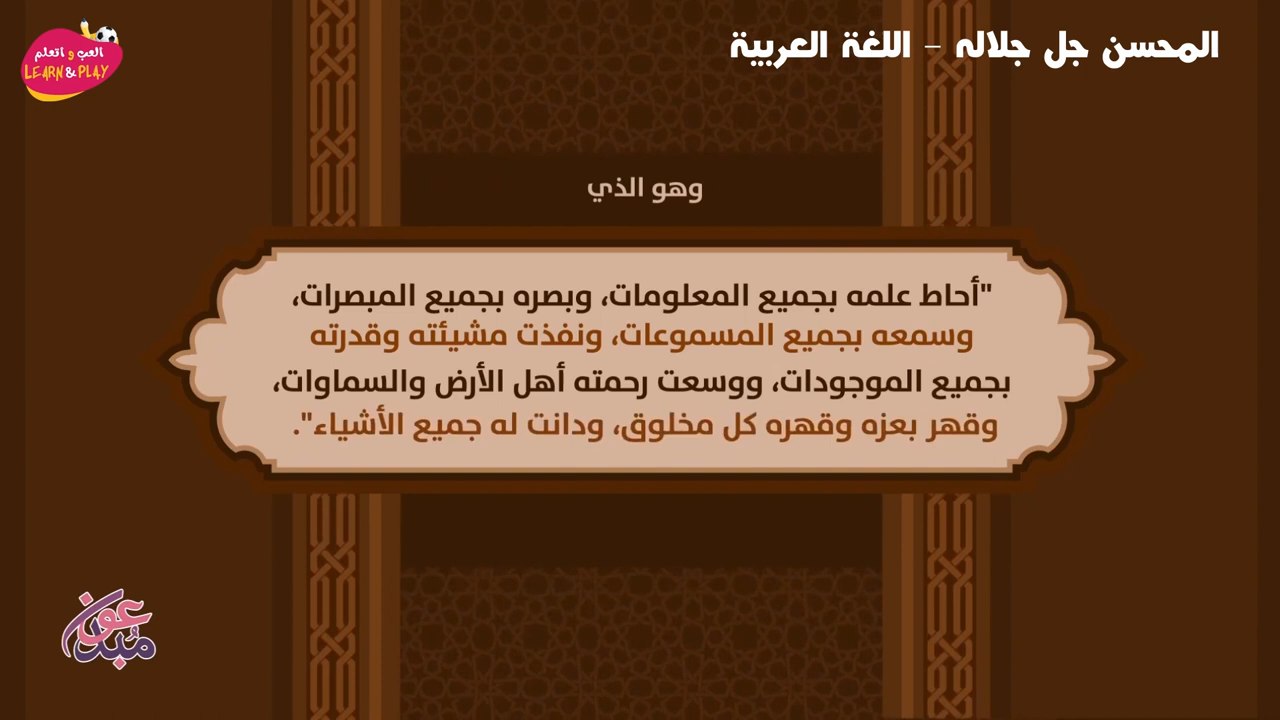 المحسن جل جلاله – اللغة العربية
العب و اتعلم
LEARN & PLAY
وهو الذي
"أحاط علمه بجميع المعلومات، وبصره بجميع المبصرات،
وسمعه بجميع المسموعات، ونفذت مشيئته وقدرته
بجميع الموجودات، ووسعت رحمته أهل الأرض والسماوات،
وقهر بعزه وقهره كل مخلوق، ودانت له جميع الأشياء".
مبدعون